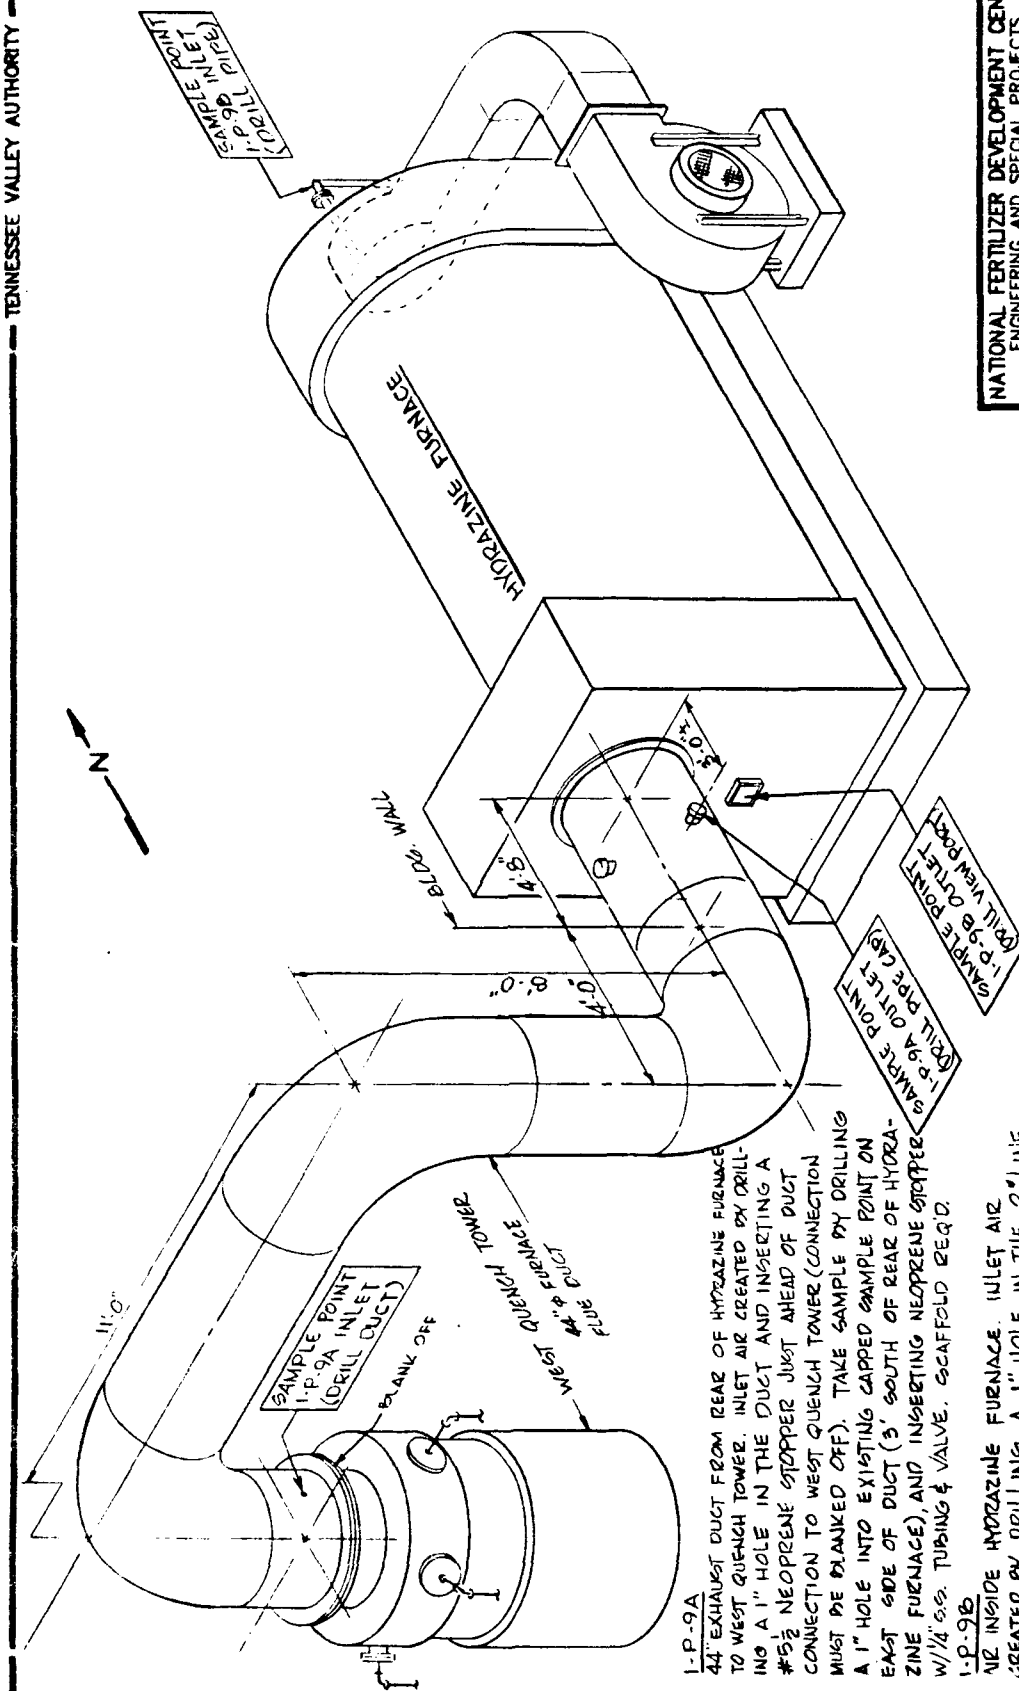 TENNESSEE VALLEY AUTHORITY
SAMPLE POINT
1-P-9B INLET
(DRILL PIPE)
N
HYDRAZINE FURNACE
BLDG. WALL
4'-8"
3'-0"±
8'-0"
4'-0"
11'-0"
SAMPLE POINT
1-P-9A INLET
(DRILL DUCT)
BLANK OFF
WEST QUENCH TOWER
44"φ FURNACE
FLUE DUCT
SAMPLE POINT
1-P-9A OUTLET
(DRILL PIPE CAP)
SAMPLE POINT
1-P-9B OUTLET
(DRILL VIEW PORT)
1-P-9A
44" EXHAUST DUCT FROM REAR OF HYDRAZINE FURNACE
TO WEST QUENCH TOWER. INLET AIR CREATED BY DRILL-
ING A 1" HOLE IN THE DUCT AND INSERTING A
#5½ NEOPRENE STOPPER JUST AHEAD OF DUCT
CONNECTION TO WEST QUENCH TOWER (CONNECTION
MUST BE BLANKED OFF). TAKE SAMPLE BY DRILLING
A 1" HOLE INTO EXISTING CAPPED SAMPLE POINT ON
EAST SIDE OF DUCT (3' SOUTH OF REAR OF HYDRA-
ZINE FURNACE), AND INSERTING NEOPRENE STOPPER
W/¼" S.S. TUBING & VALVE. SCAFFOLD REQ'D.
1-P-9B
AIR INSIDE HYDRAZINE FURNACE. INLET AIR
CREATED BY DRILLING A 1" HOLE IN THE 2"
NATIONAL FERTILIZER DEVELOPMENT CEN
ENGINEERING AND SPECIAL PROJECTS